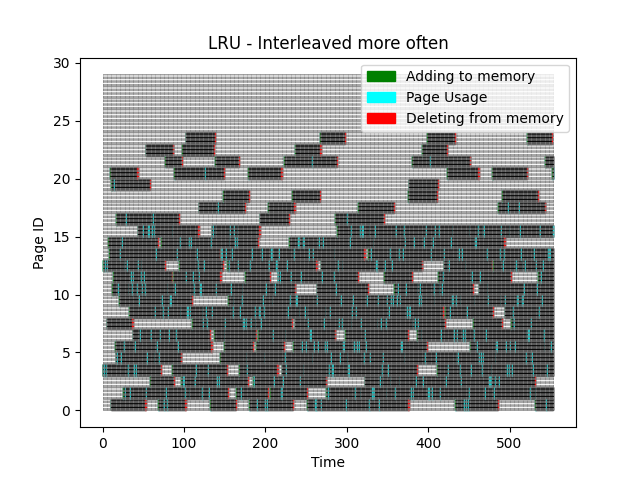 LRU - Interleaved more often
Adding to memory
Page Usage
Deleting from memory
30
25
20
15
10
5
0
Page ID
0 100 200 300 400 500
Time